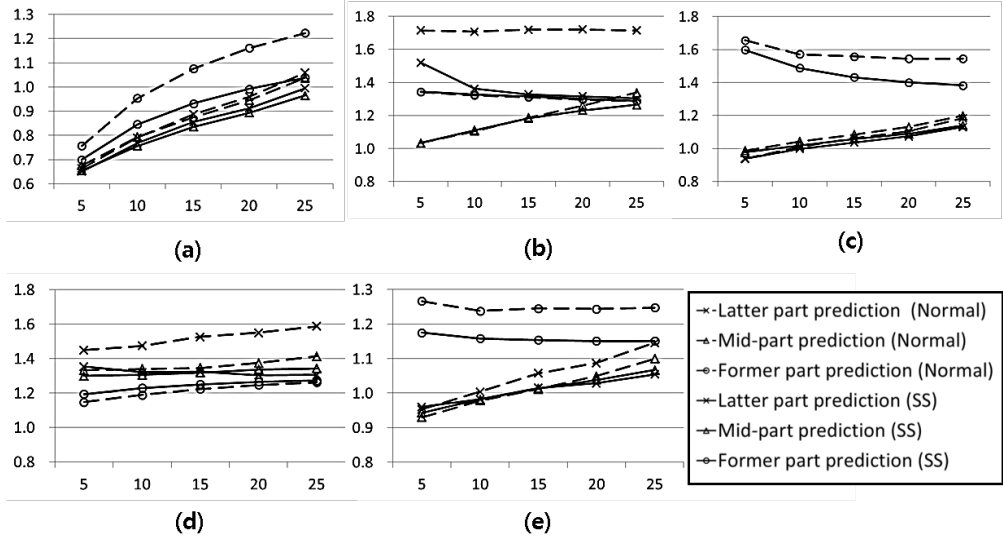 1.3
1.2
1.1
1.0
0.9
0.8
0.7
0.6
5 10 15 20 25
(a)
1.8
1.6
1.4
1.2
1.0
0.8
5 10 15 20 25
(b)
1.8
1.6
1.4
1.2
1.0
0.8
5 10 15 20 25
(c)
1.8
1.6
1.4
1.2
1.0
0.8
5 10 15 20 25
(d)
1.3
1.2
1.1
1.0
0.9
0.8
5 10 15 20 25
(e)
Latter part prediction (Normal)
Mid-part prediction (Normal)
Former part prediction (Normal)
Latter part prediction (SS)
Mid-part prediction (SS)
Former part prediction (SS)